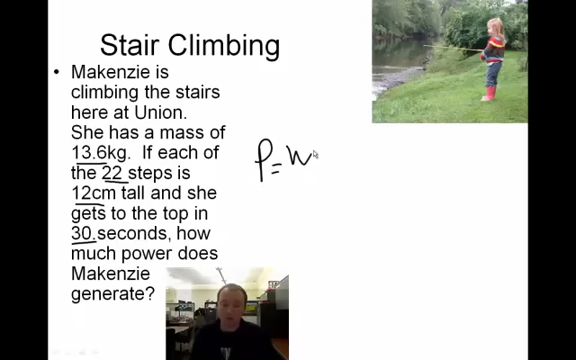 Stair Climbing
• Makenzie is
climbing the stairs
here at Union.
She has a mass of
13.6kg. If each of
the 22 steps is
12cm tall and she
gets to the top in
30.seconds, how
much power does
Makenzie
generate?
P=W